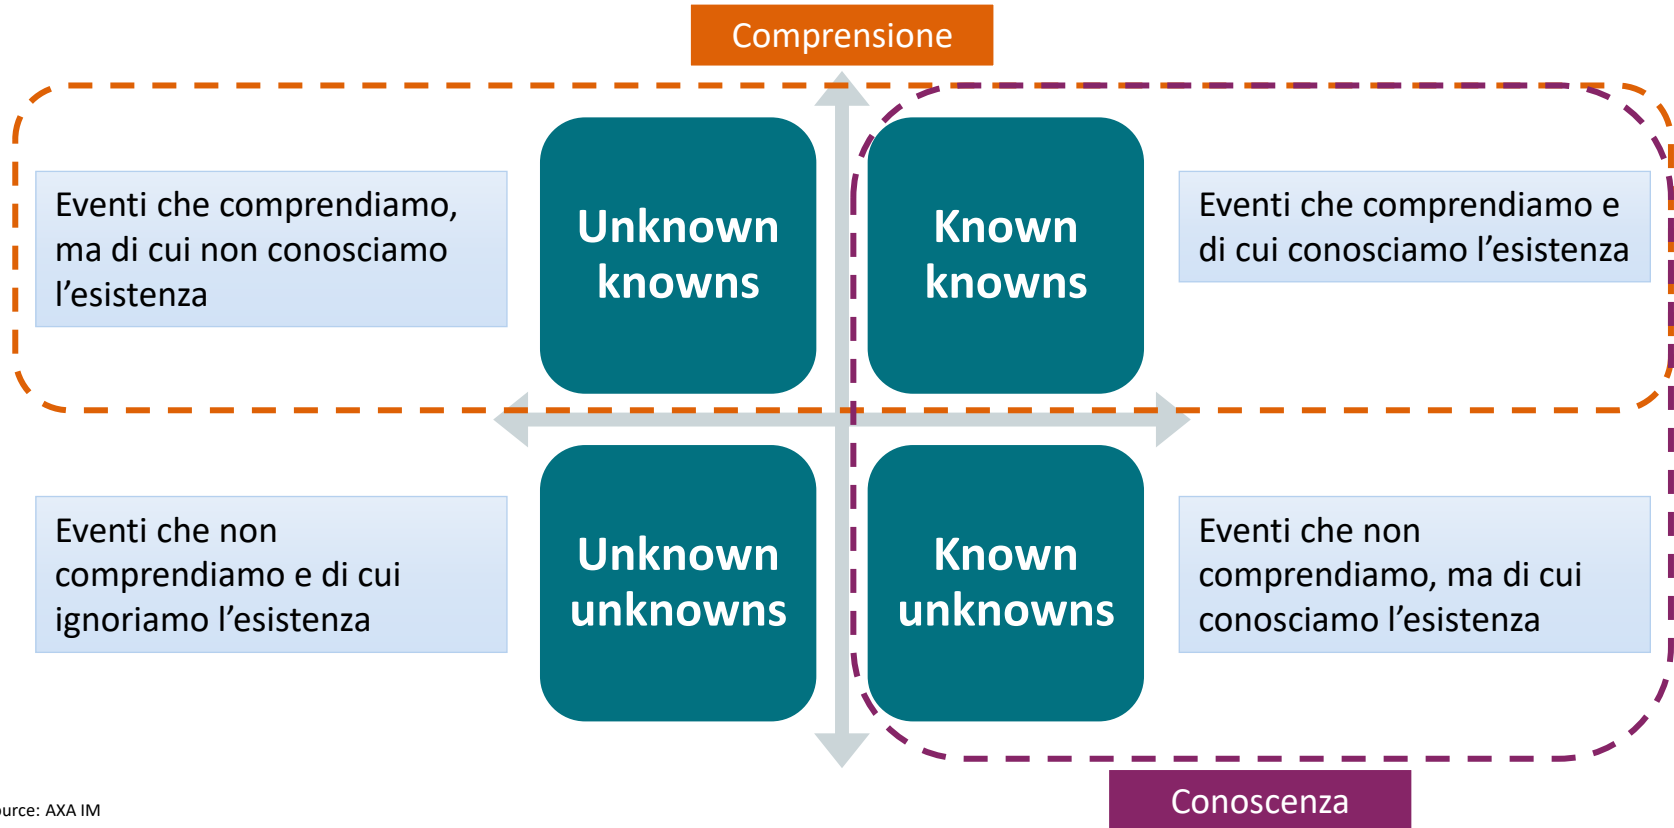 Comprensione
Eventi che comprendiamo,
ma di cui non conosciamo
l’esistenza
Unknown
knowns
Known
knowns
Eventi che comprendiamo e
di cui conosciamo l’esistenza
Eventi che non
comprendiamo e di cui
ignoriamo l’esistenza
Unknown
unknowns
Known
unknowns
Eventi che non
comprendiamo, ma di cui
conosciamo l’esistenza
Conoscenza
ource: AXA IM